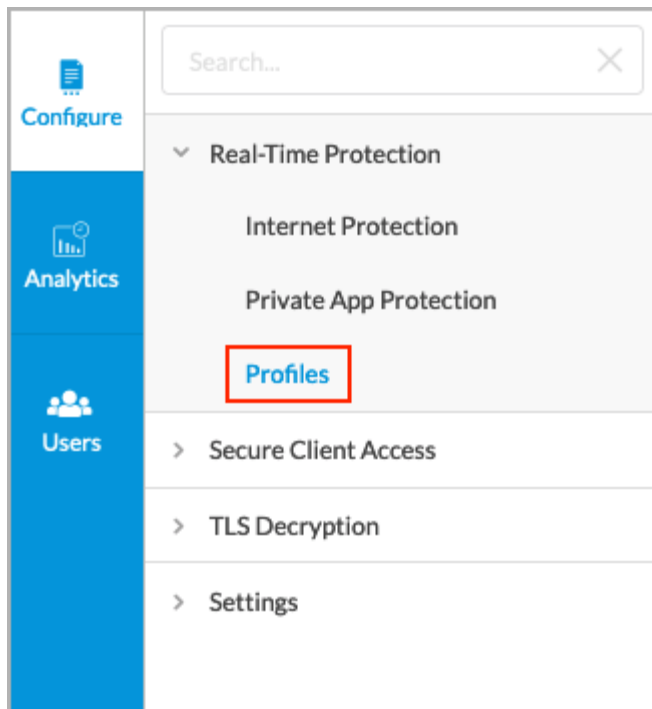 Search...
Configure
Real-Time Protection
Internet Protection
Analytics
Private App Protection
Profiles
Users
Secure Client Access
TLS Decryption
Settings